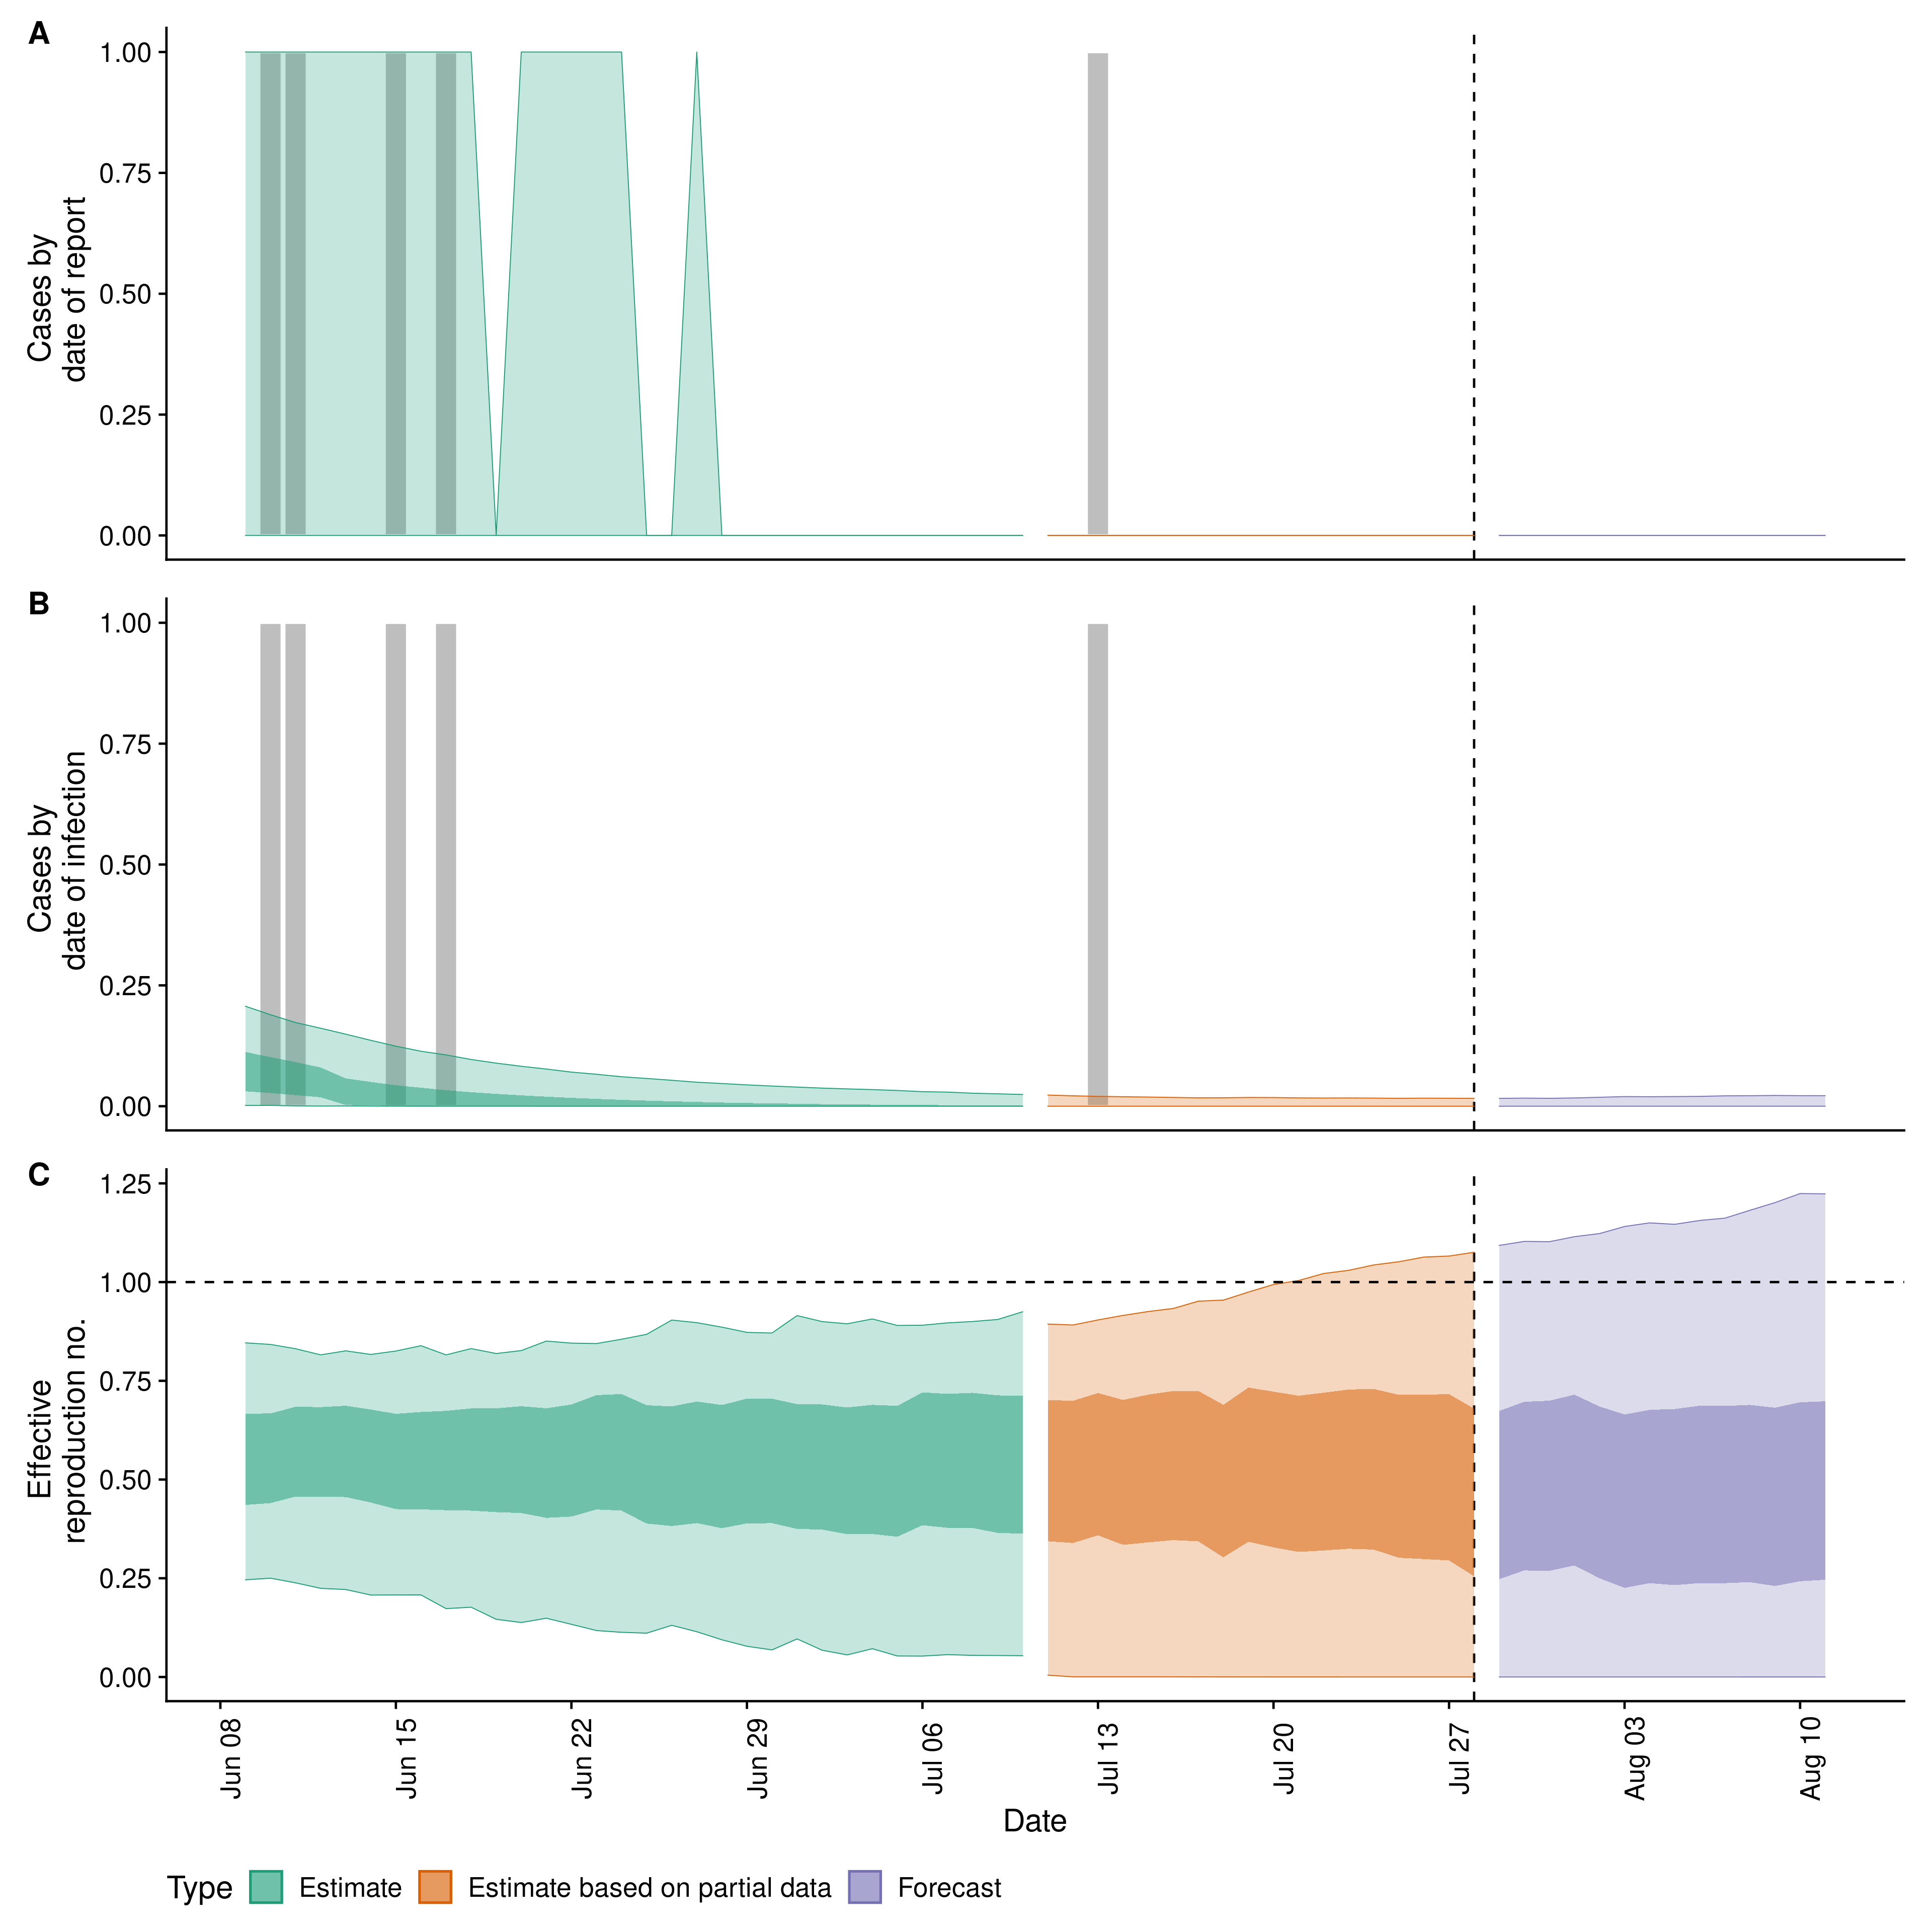 A
1.00
0.75
0.50
0.25
0.00
Cases by
date of report
B
1.00
0.75
0.50
0.25
0.00
Cases by
date of infection
C
1.25
1.00
0.75
0.50
0.25
0.00
Effective
reproduction no.
Jun 08
Jun 15
Jun 22
Jun 29
Jul 06
Jul 13
Jul 20
Jul 27
Aug 03
Aug 10
Date
Type Estimate Estimate based on partial data Forecast